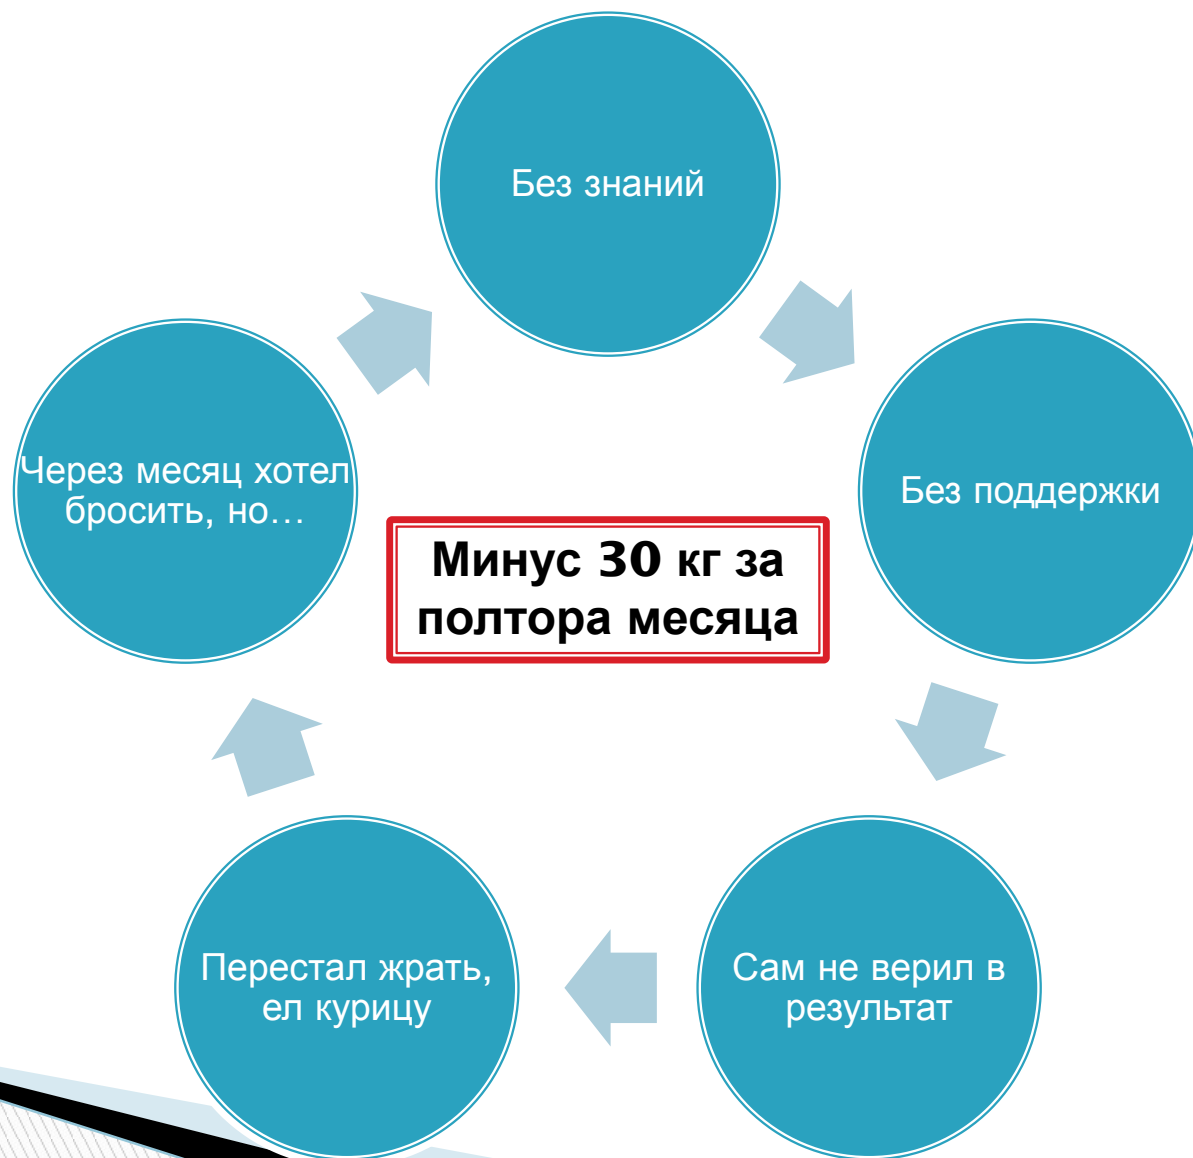 Без знаний
Без поддержки
Сам не верил в
результат
Перестал жрать,
ел курицу
Через месяц хотел
бросить, но…
Минус 30 кг за
полтора месяца